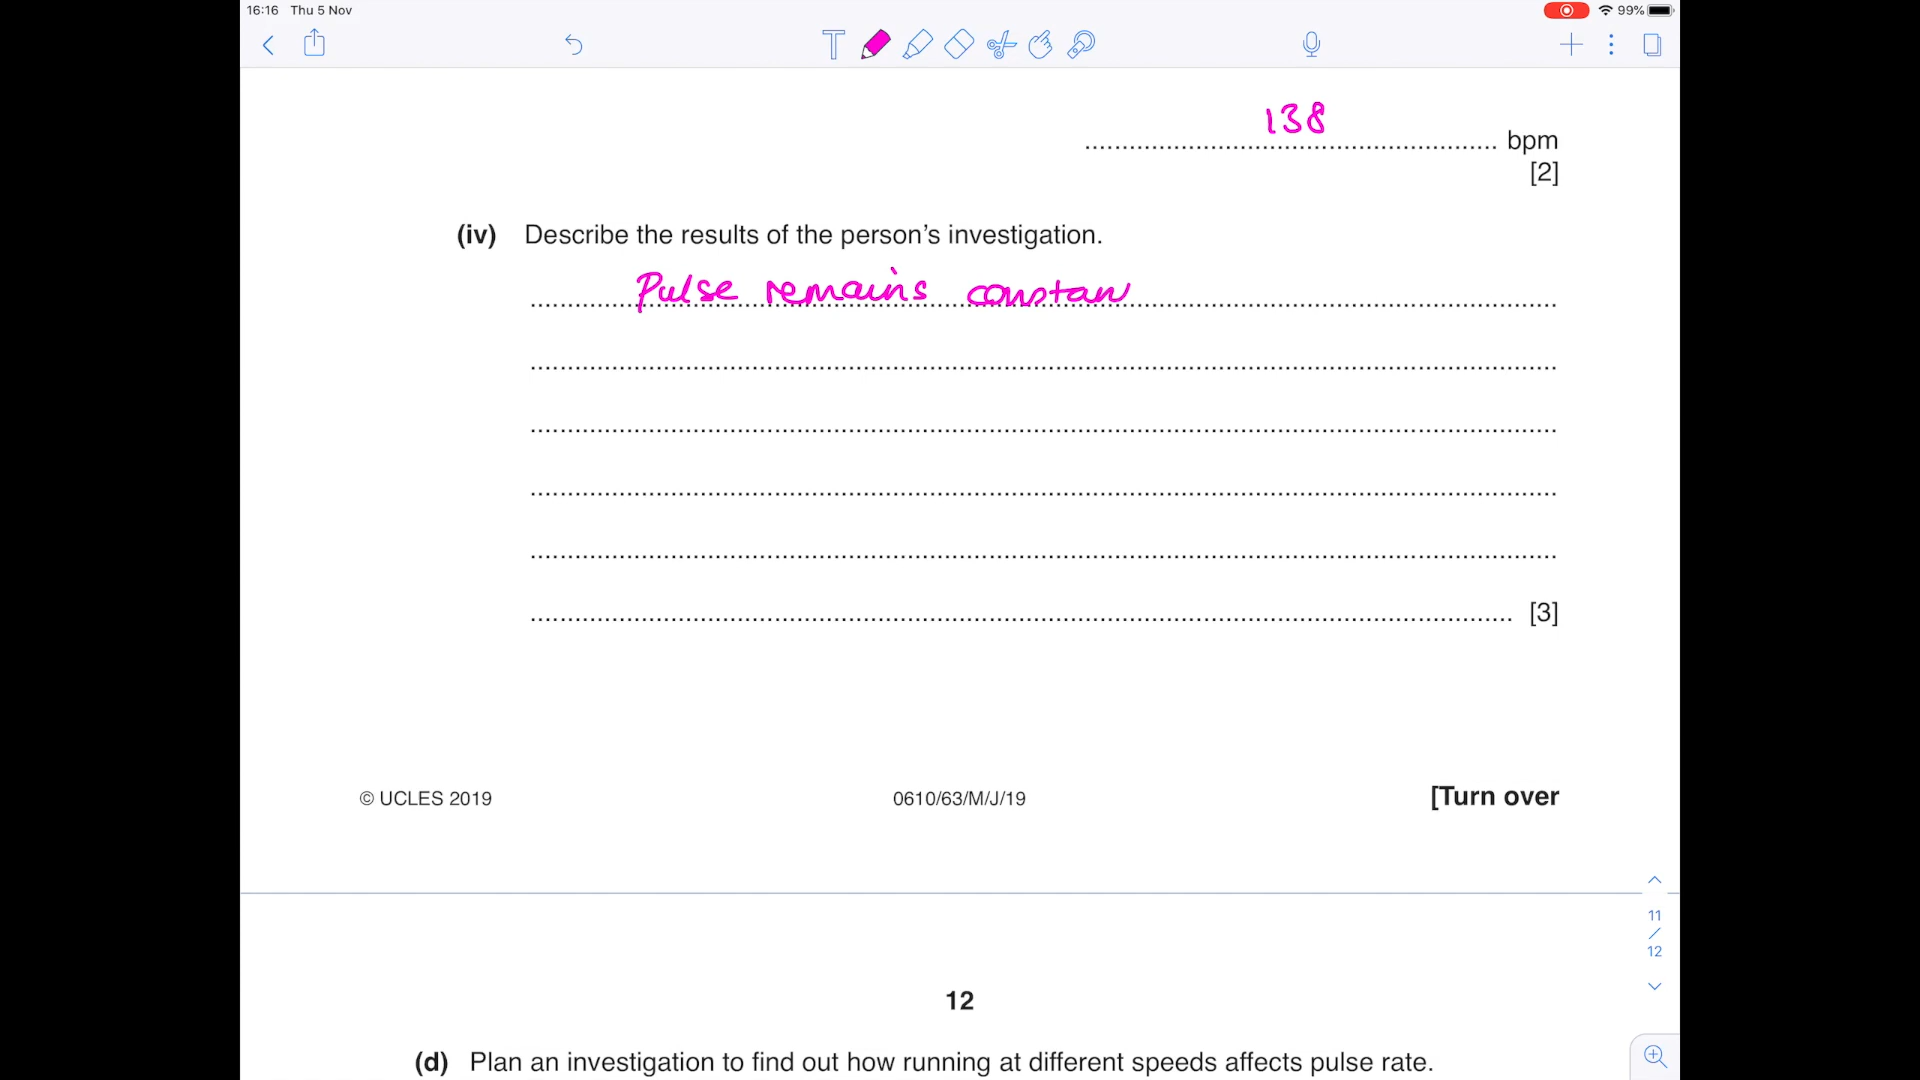 16:16 Thu 5 Nov 99%
138
.......... bpm
[2]
(iv) Describe the results of the person's investigation.
Pulse remains constan
[3]
© UCLES 2019 0610/63/M/J/19 [Turn over
11
/
12
12
(d) Plan an investigation to find out how running at different speeds affects pulse rate.